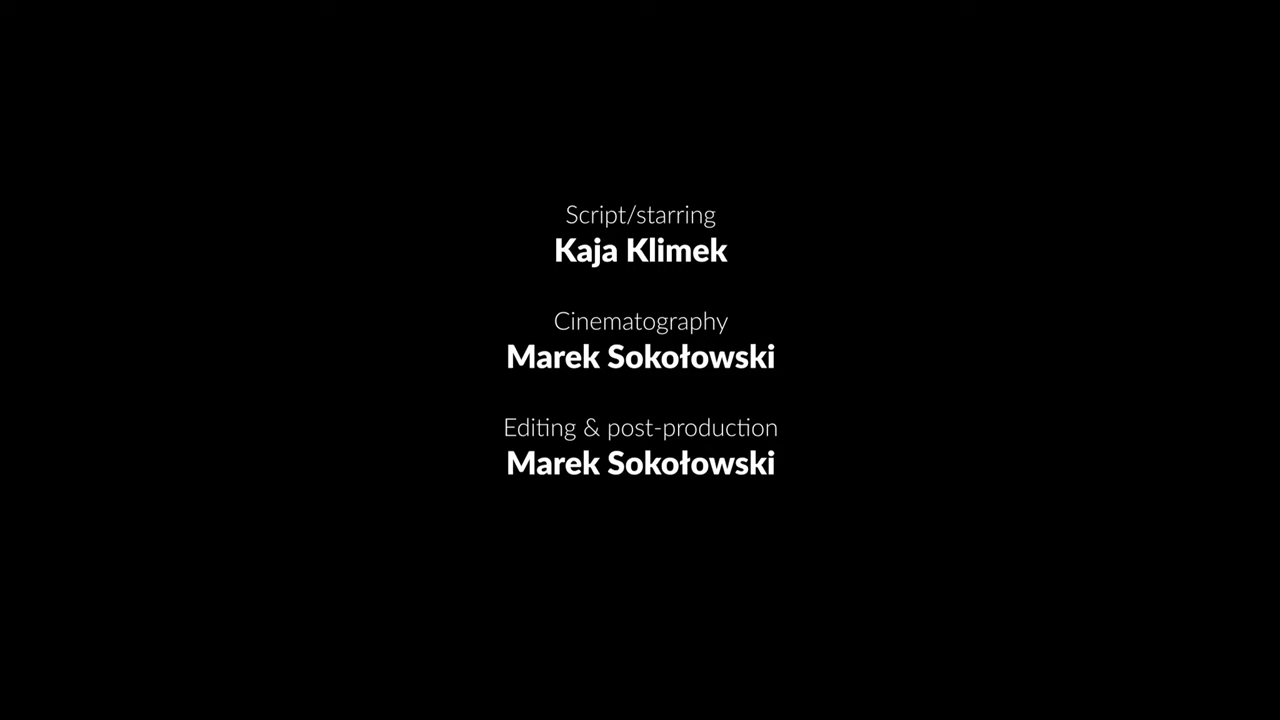 Script/starring
Kaja Klimek
Cinematography
Marek Sokołowski
Editing & post-production
Marek Sokołowski